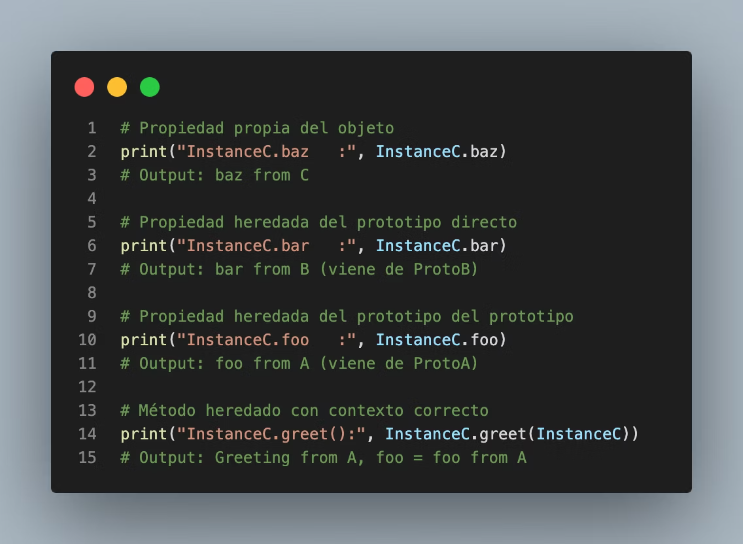 1 # Propiedad propia del objeto
2 print("InstanceC.baz   :", InstanceC.baz)
3 # Output: baz from C
4
5 # Propiedad heredada del prototipo directo
6 print("InstanceC.bar   :", InstanceC.bar)
7 # Output: bar from B (viene de ProtoB)
8
9 # Propiedad heredada del prototipo del prototipo
10 print("InstanceC.foo   :", InstanceC.foo)
11 # Output: foo from A (viene de ProtoA)
12
13 # Método heredado con contexto correcto
14 print("InstanceC.greet():", InstanceC.greet(InstanceC))
15 # Output: Greeting from A, foo = foo from A